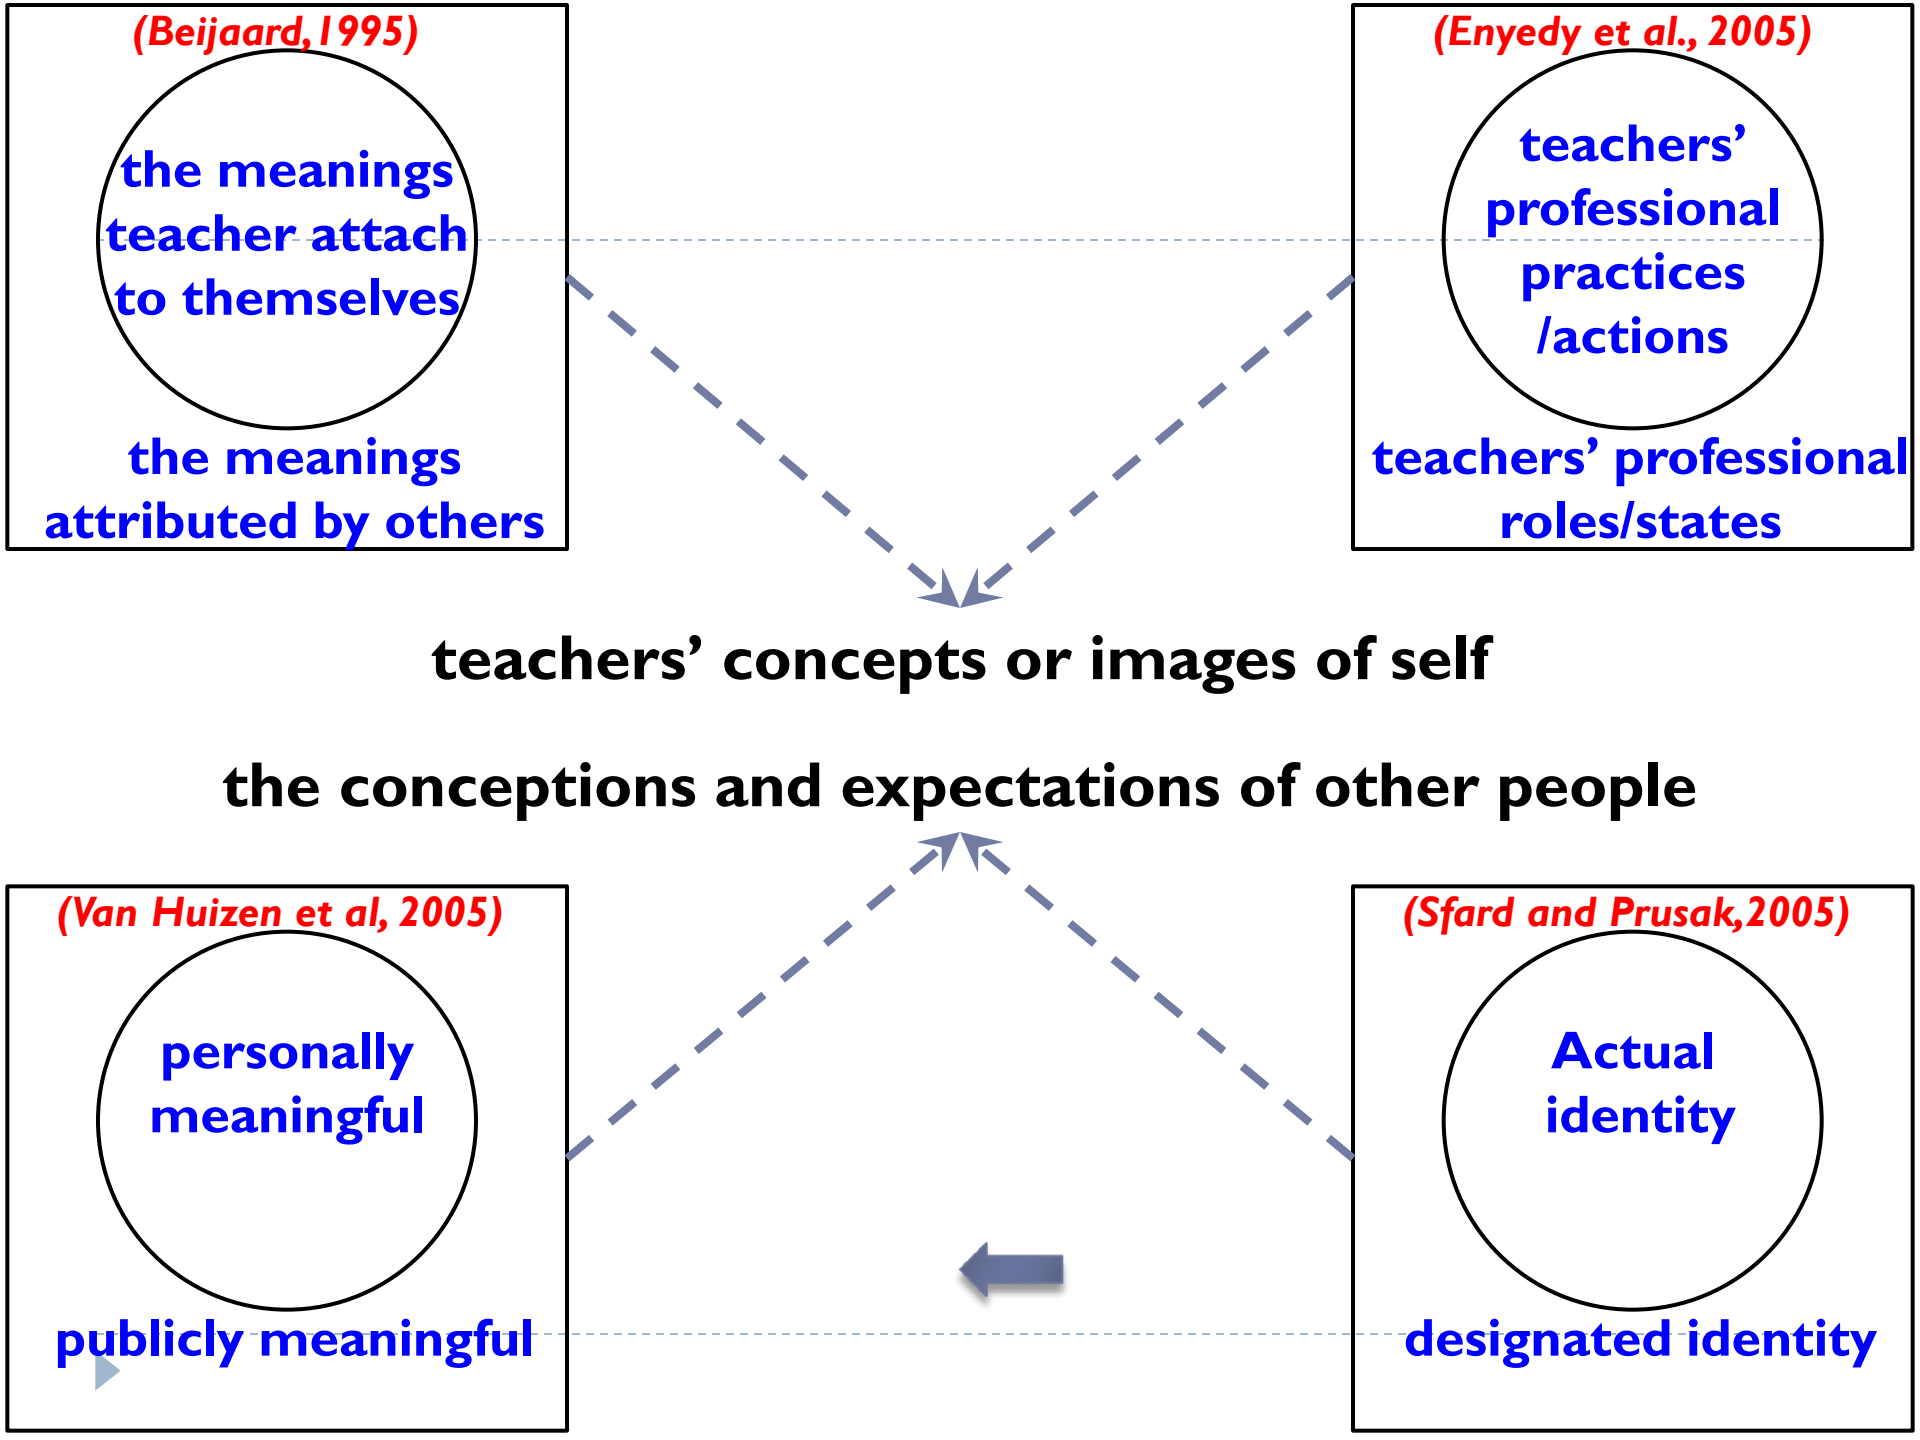 (Beijaard,1995)
the meanings
teacher attach
to themselves
the meanings
attributed by others
(Enyedy et al., 2005)
teachers’
professional
practices
/actions
teachers’ professional
roles/states
teachers’ concepts or images of self
the conceptions and expectations of other people
(Van Huizen et al, 2005)
personally
meaningful
publicly meaningful
(Sfard and Prusak,2005)
Actual
identity
designated identity